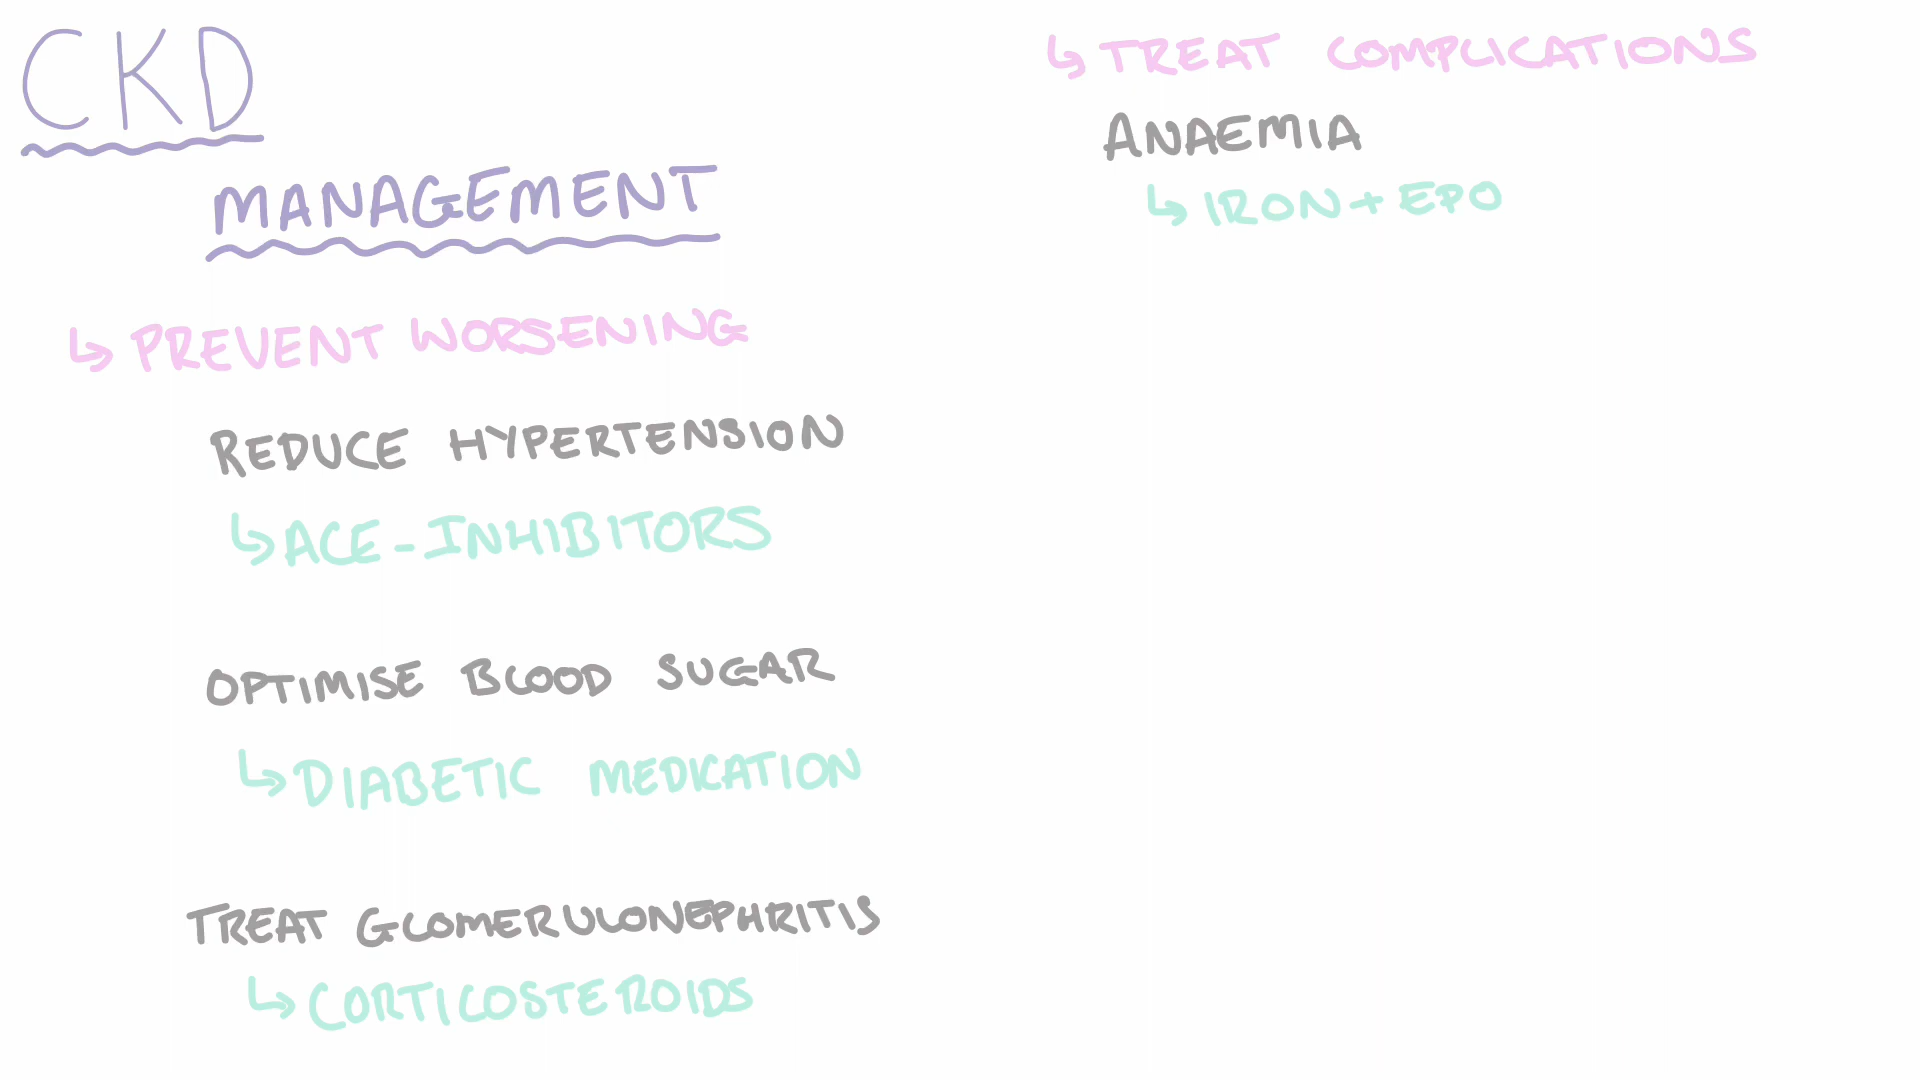 CKD
MANAGEMENT
↳ PREVENT WORSENING
REDUCE HYPERTENSION
↳ ACE-INHIBITORS
OPTIMISE BLOOD SUGAR
↳ DIABETIC MEDICATION
TREAT GLOMERULONEPHRITIS
↳ CORTICOSTEROIDS
↳ TREAT COMPLICATIONS
ANAEMIA
↳ IRON + EPO